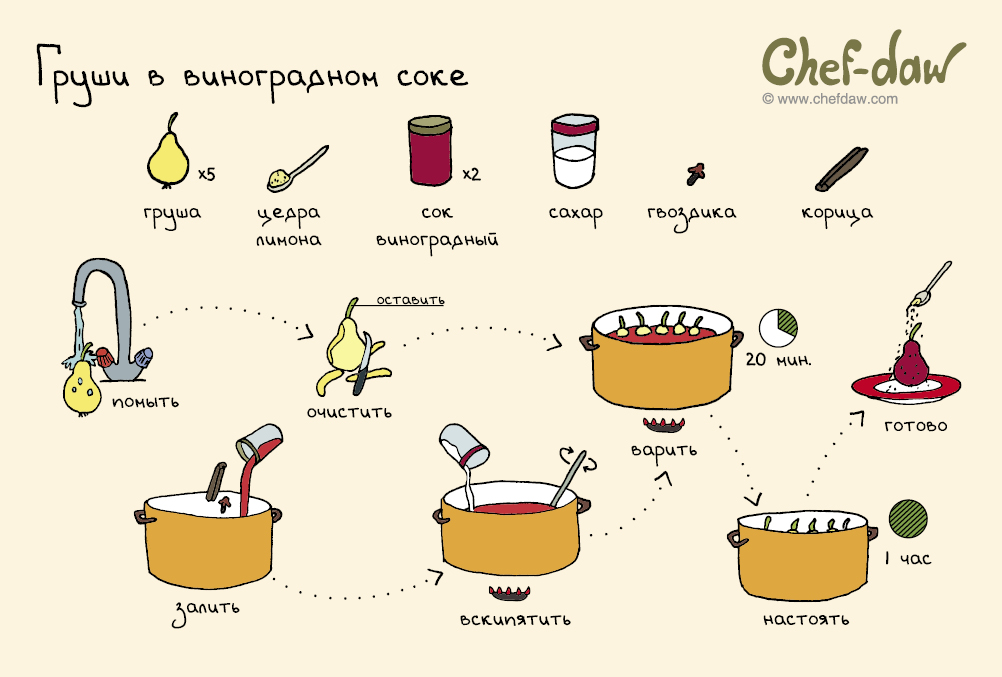 Груши в виноградном соке
Chef-daw
© www.chefdaw.com
x5
x2
груша
цедра
лимона
сок
виноградный
сахар
гвоздика
корица
помыть
оставить
очистить
20 мин.
варить
готово
залить
вскипятить
1 час
настоять